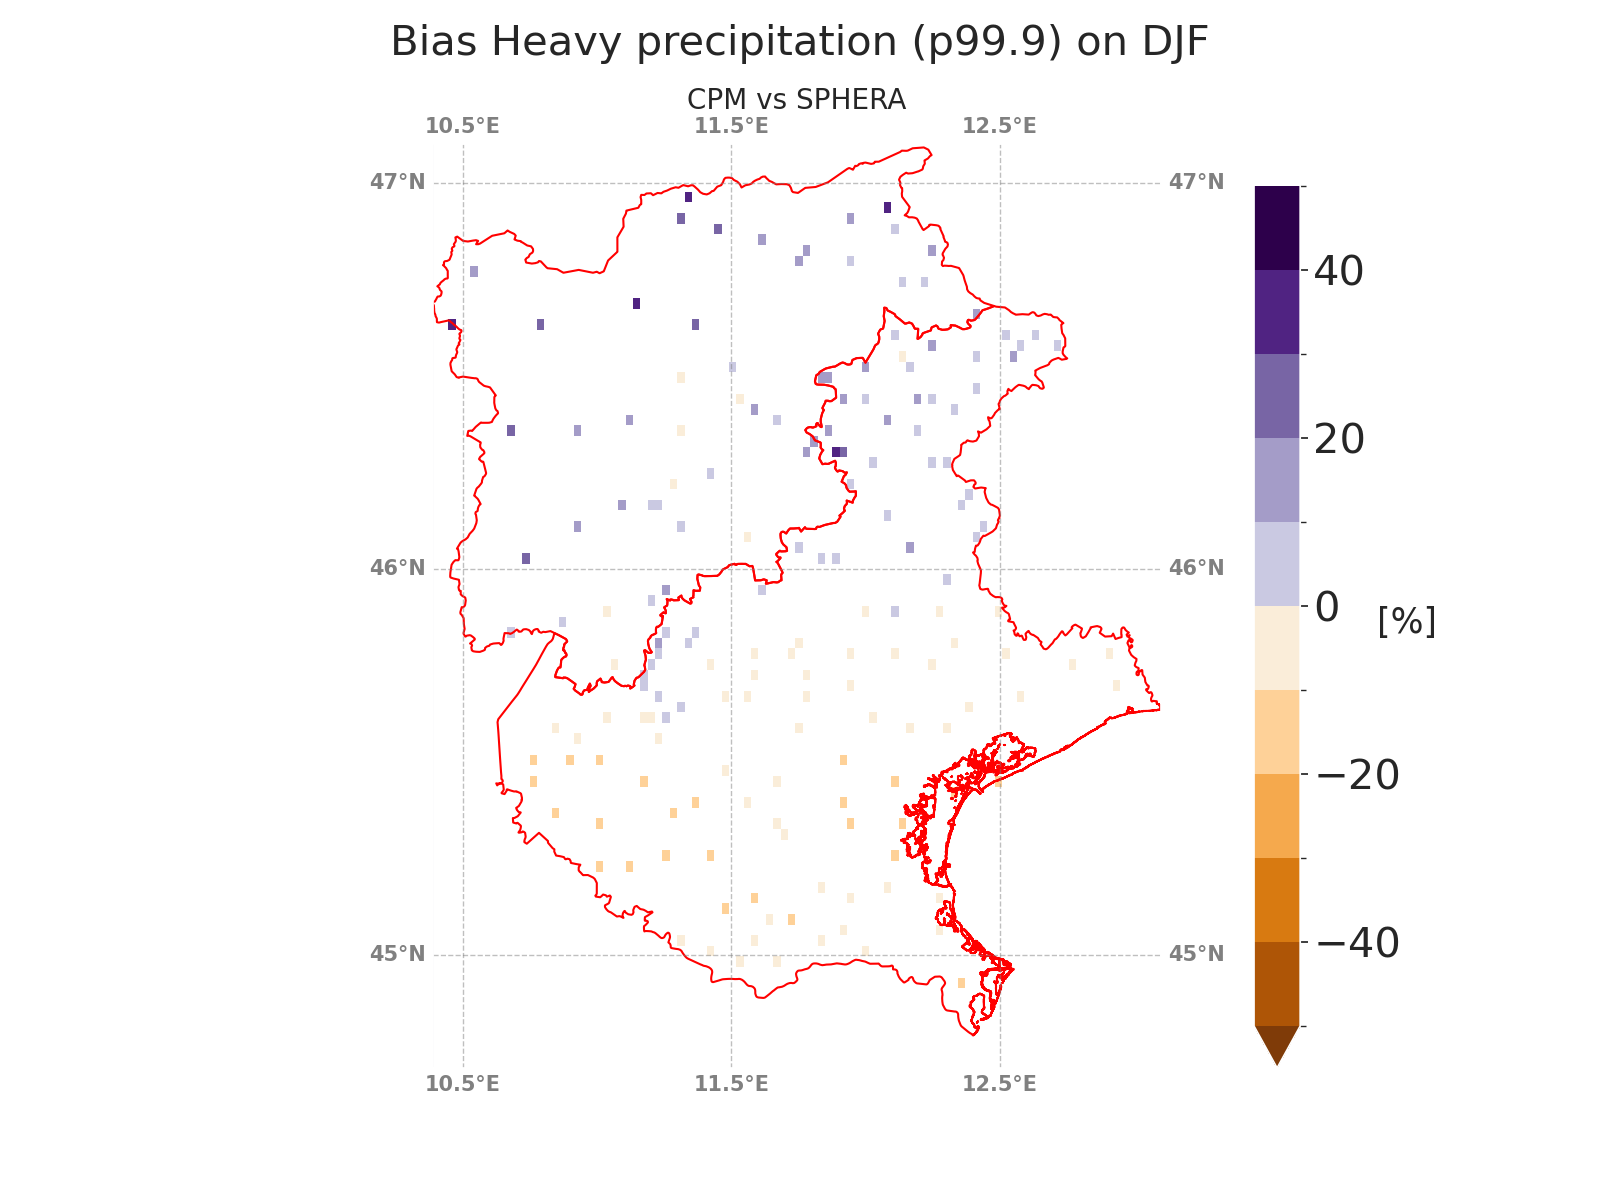 Bias Heavy precipitation (p99.9) on DJF
CPM vs SPHERA
10.5°E 11.5°E 12.5°E
47°N 47°N
40
20
46°N 46°N
0
[%]
−20
45°N 45°N
−40
10.5°E 11.5°E 12.5°E